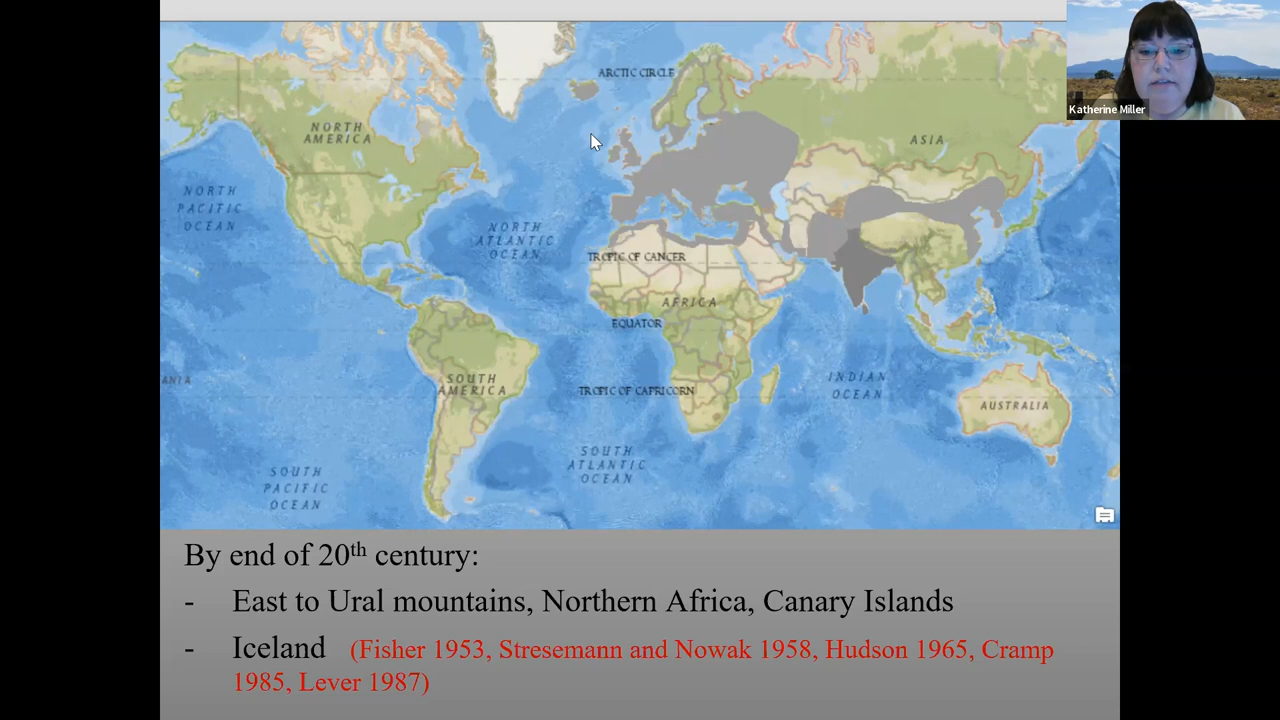 Katherine Miller
ARCTIC CIRCLE
NORTH
AMERICA
ASIA
NORTH
PACIFIC
OCEAN
NORTH
ATLANTIC
OCEAN
TROPIC OF CANCER
AFRICA
EQUATOR
ANIA
SOUTH
AMERICA
TROPIC OF CAPRICORN
INDIAN
OCEAN
AUSTRALIA
SOUTH
ATLANTIC
OCEAN
SOUTH
PACIFIC
OCEAN
By end of 20th century:
- East to Ural mountains, Northern Africa, Canary Islands
- Iceland (Fisher 1953, Stresemann and Nowak 1958, Hudson 1965, Cramp
1985, Lever 1987)